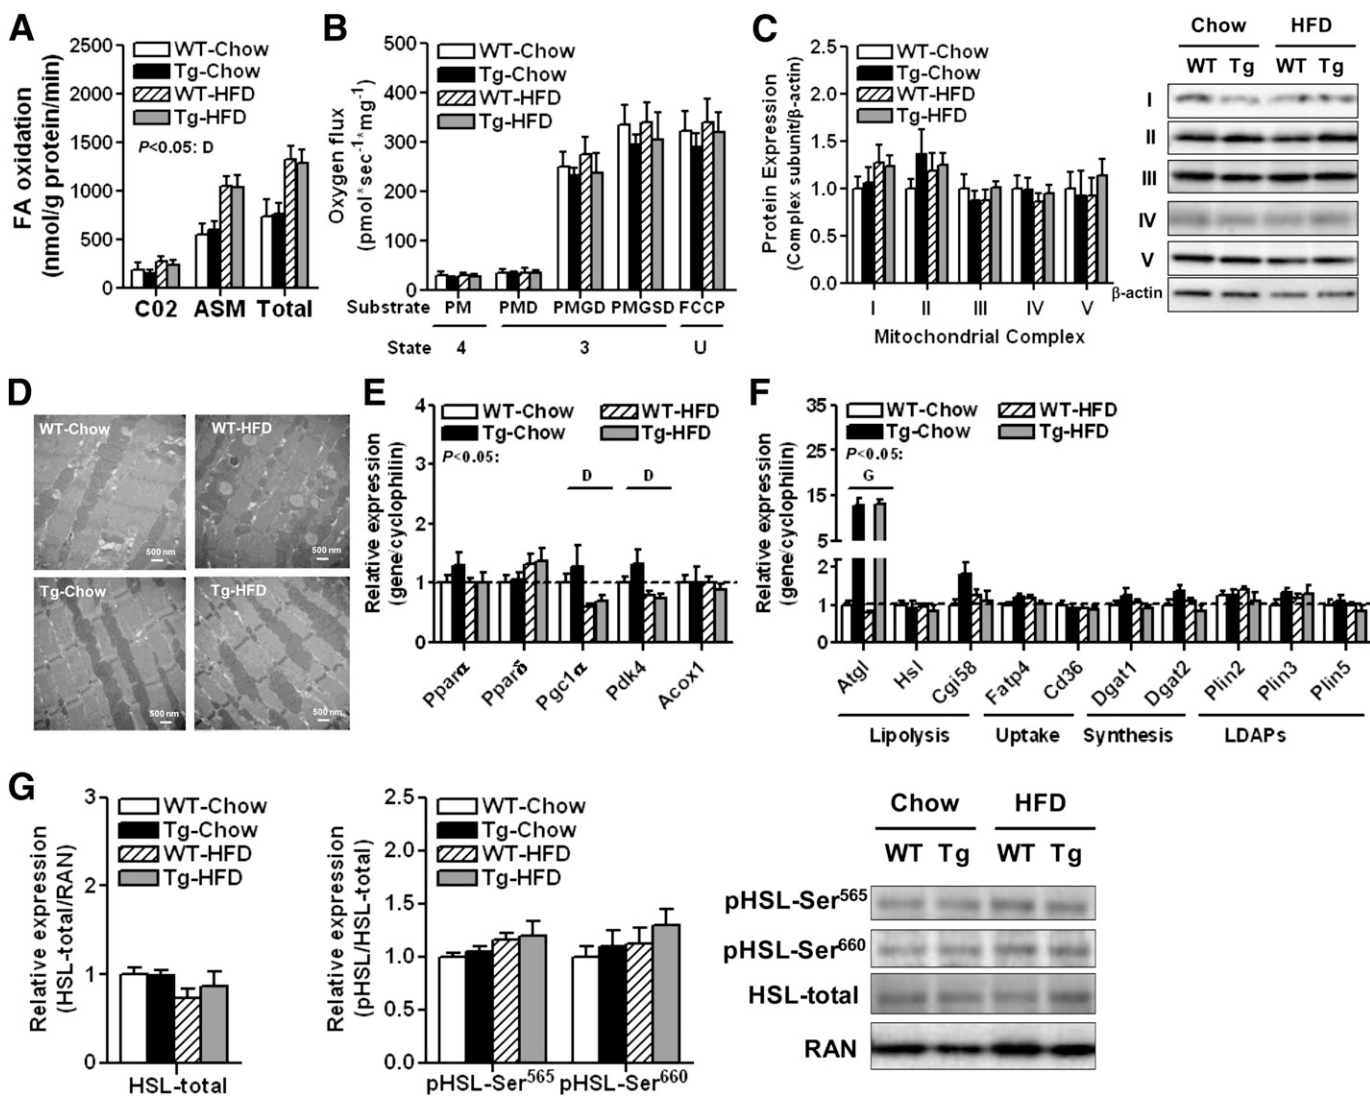 A
FA oxidation
(nmol/g protein/min)
2500
2000
1500
1000
500
0
WT-Chow
Tg-Chow
WT-HFD
Tg-HFD
P<0.05: D
C02 ASM Total
B
Oxygen flux
(pmol*sec-1*mg-1)
500
400
300
200
100
0
WT-Chow
Tg-Chow
WT-HFD
Tg-HFD
Substrate PM PMD PMGD PMGSD FCCP
State 4 3 U
C
Protein Expression
(Complex subunit/β-actin)
2.5
2.0
1.5
1.0
0.5
0.0
WT-Chow
Tg-Chow
WT-HFD
Tg-HFD
I II III IV V
Mitochondrial Complex
Chow HFD
WT Tg WT Tg
I
II
III
IV
V
β-actin
D
WT-Chow
500 nm
WT-HFD
500 nm
Tg-Chow
500 nm
Tg-HFD
500 nm
E
Relative expression
(gene/cyclophilin)
4
3
2
1
0
WT-Chow WT-HFD
Tg-Chow Tg-HFD
P<0.05:
D D
Pparα Pparδ Pgc1α Pdk4 Acox1
F
Relative expression
(gene/cyclophilin)
35
25
15
5
2
1
0
WT-Chow WT-HFD
Tg-Chow Tg-HFD
P<0.05:
G
Atgl Hsl Cgi58 Fatp4 Cd36 Dgat1 Dgat2 Plin2 Plin3 Plin5
Lipolysis Uptake Synthesis LDAPs
G
Relative expression
(HSL-total/RAN)
3
2
1
0
WT-Chow
Tg-Chow
WT-HFD
Tg-HFD
HSL-total
Relative expression
(pHSL/HSL-total)
2.5
2.0
1.5
1.0
0.5
0.0
WT-Chow
Tg-Chow
WT-HFD
Tg-HFD
pHSL-Ser565 pHSL-Ser660
Chow HFD
WT Tg WT Tg
pHSL-Ser565
pHSL-Ser660
HSL-total
RAN